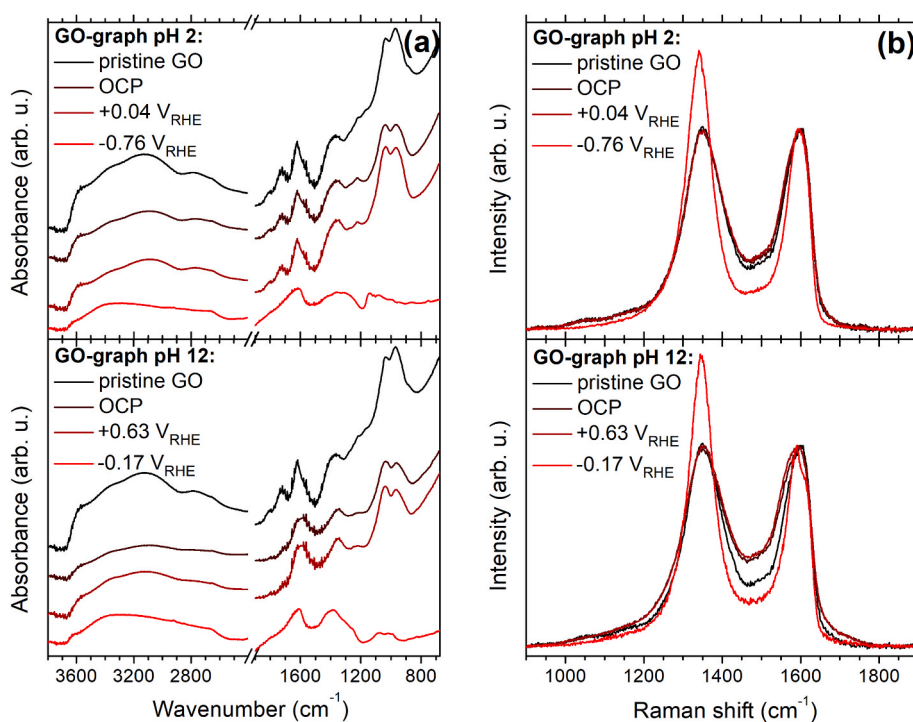 GO-graph pH 2:
pristine GO
OCP
+0.04 V_RHE
-0.76 V_RHE
(a)
Absorbance (arb. u.)
GO-graph pH 12:
pristine GO
OCP
+0.63 V_RHE
-0.17 V_RHE
Absorbance (arb. u.)
3600 3200 2800 1600 1400 1200 1000 800
Wavenumber (cm⁻¹)
GO-graph pH 2:
pristine GO
OCP
+0.04 V_RHE
-0.76 V_RHE
(b)
Intensity (arb. u.)
GO-graph pH 12:
pristine GO
OCP
+0.63 V_RHE
-0.17 V_RHE
Intensity (arb. u.)
1000 1200 1400 1600 1800
Raman shift (cm⁻¹)